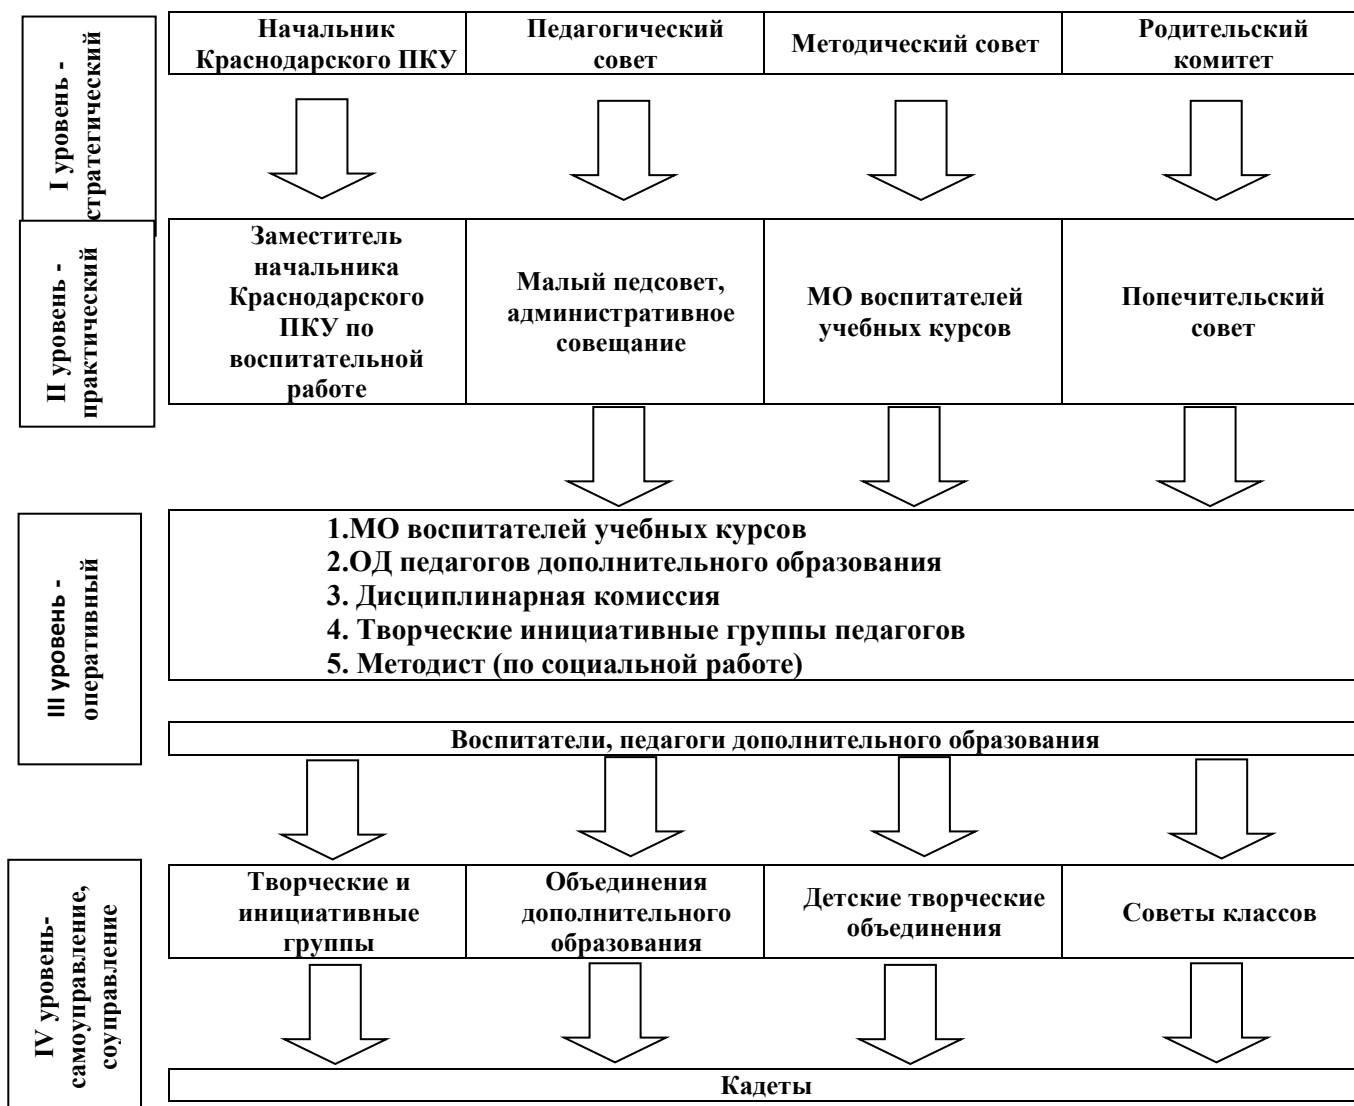 I уровень -
стратегический
Начальник
Краснодарского ПКУ
Педагогический
совет
Методический совет
Родительский
комитет
II уровень -
практический
Заместитель
начальника
Краснодарского
ПКУ по
воспитательной
работе
Малый педсовет,
административное
совещание
МО воспитателей
учебных курсов
Попечительский
совет
III уровень -
оперативный
1.МО воспитателей учебных курсов
2.ОД педагогов дополнительного образования
3. Дисциплинарная комиссия
4. Творческие инициативные группы педагогов
5. Методист (по социальной работе)
Воспитатели, педагоги дополнительного образования
IV уровень-
самоуправление,
соуправление
Творческие и
инициативные
группы
Объединения
дополнительного
образования
Детские творческие
объединения
Советы классов
Кадеты